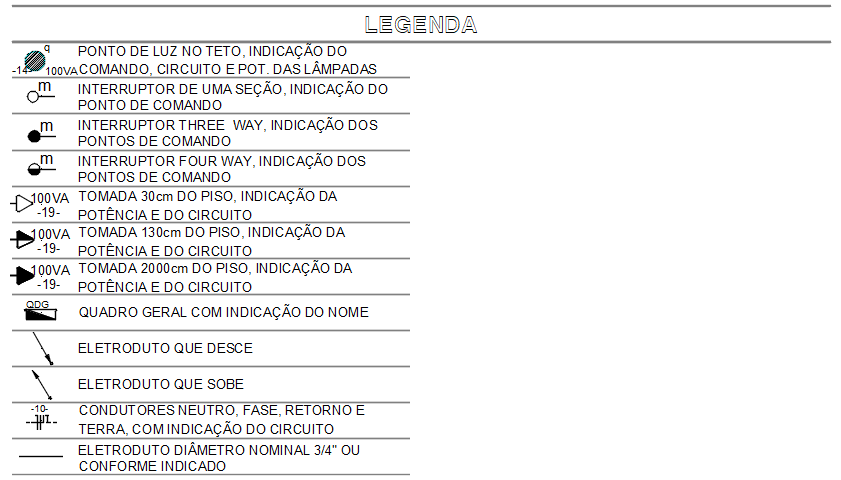 LEGENDA
q
-14- 100VA
PONTO DE LUZ NO TETO, INDICAÇÃO DO
COMANDO, CIRCUITO E POT. DAS LÂMPADAS
m
INTERRUPTOR DE UMA SEÇÃO, INDICAÇÃO DO
PONTO DE COMANDO
m
INTERRUPTOR THREE WAY, INDICAÇÃO DOS
PONTOS DE COMANDO
m
INTERRUPTOR FOUR WAY, INDICAÇÃO DOS
PONTOS DE COMANDO
100VA
-19-
TOMADA 30cm DO PISO, INDICAÇÃO DA
POTÊNCIA E DO CIRCUITO
100VA
-19-
TOMADA 130cm DO PISO, INDICAÇÃO DA
POTÊNCIA E DO CIRCUITO
100VA
-19-
TOMADA 2000cm DO PISO, INDICAÇÃO DA
POTÊNCIA E DO CIRCUITO
QDG
QUADRO GERAL COM INDICAÇÃO DO NOME
ELETRODUTO QUE DESCE
ELETRODUTO QUE SOBE
-10-
CONDUTORES NEUTRO, FASE, RETORNO E
TERRA, COM INDICAÇÃO DO CIRCUITO
ELETRODUTO DIÂMETRO NOMINAL 3/4" OU
CONFORME INDICADO